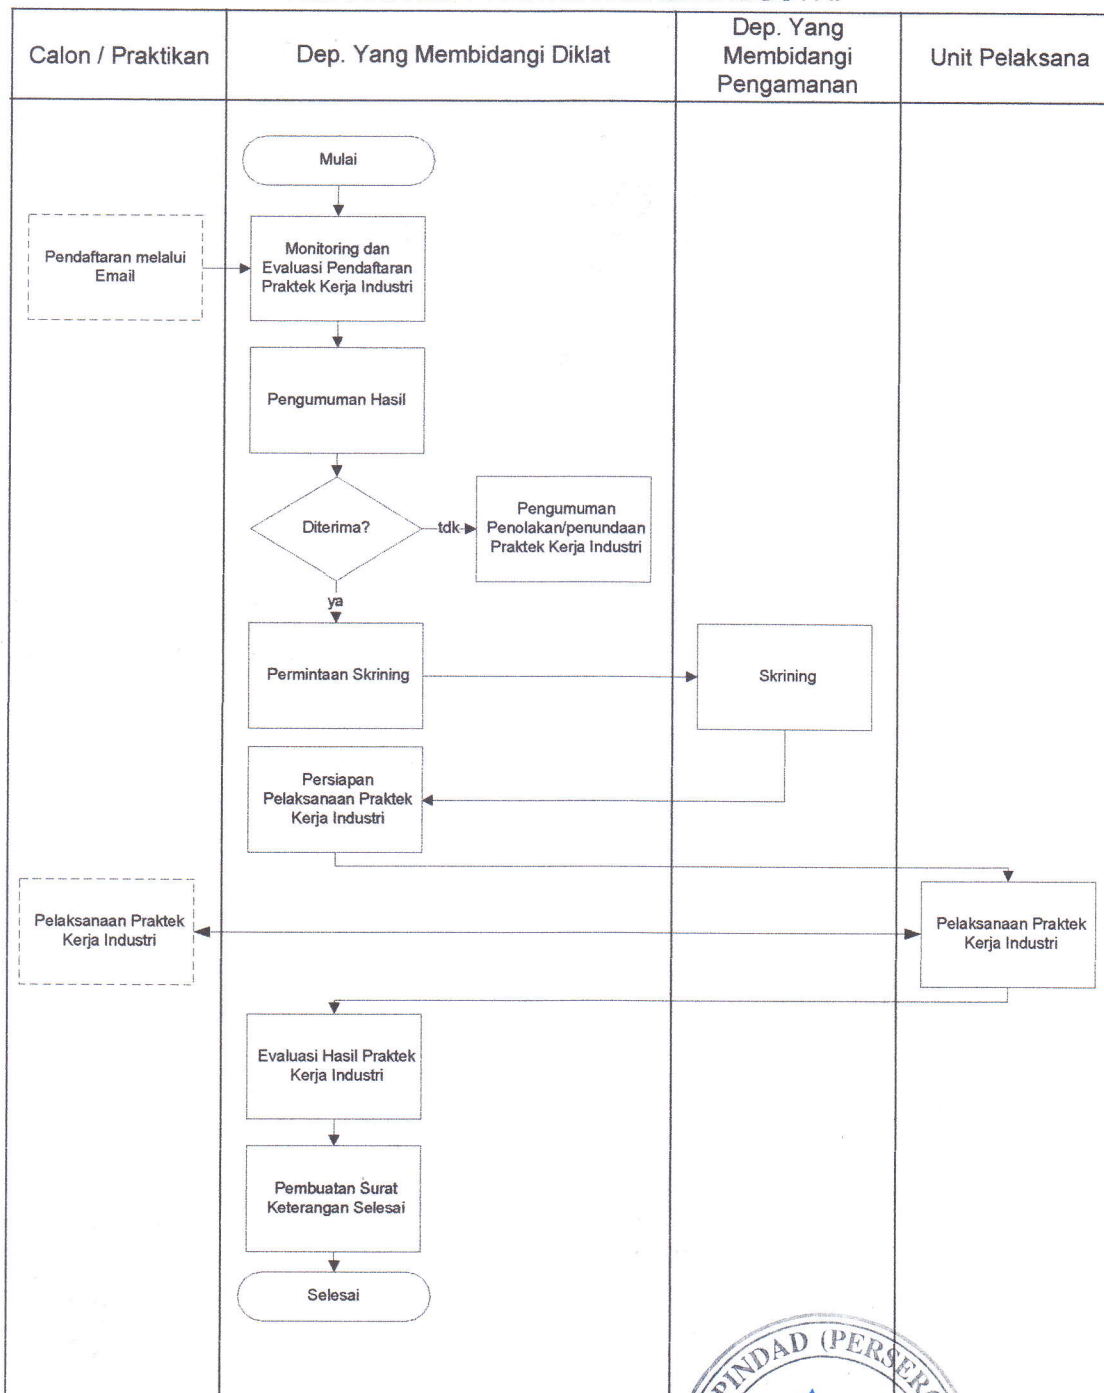 Calon / Praktikan
Dep. Yang Membidangi Diklat
Dep. Yang
Membidangi
Pengamanan
Unit Pelaksana
Mulai
Pendaftaran melalui
Email
Monitoring dan
Evaluasi Pendaftaran
Praktek Kerja Industri
Pengumuman Hasil
Diterima?
tdk
Pengumuman
Penolakan/penundaan
Praktek Kerja Industri
ya
Permintaan Skrining
Skrining
Persiapan
Pelaksanaan Praktek
Kerja Industri
Pelaksanaan Praktek
Kerja Industri
Pelaksanaan Praktek
Kerja Industri
Evaluasi Hasil Praktek
Kerja Industri
Pembuatan Surat
Keterangan Selesai
Selesai
PINDAD (PERSERO